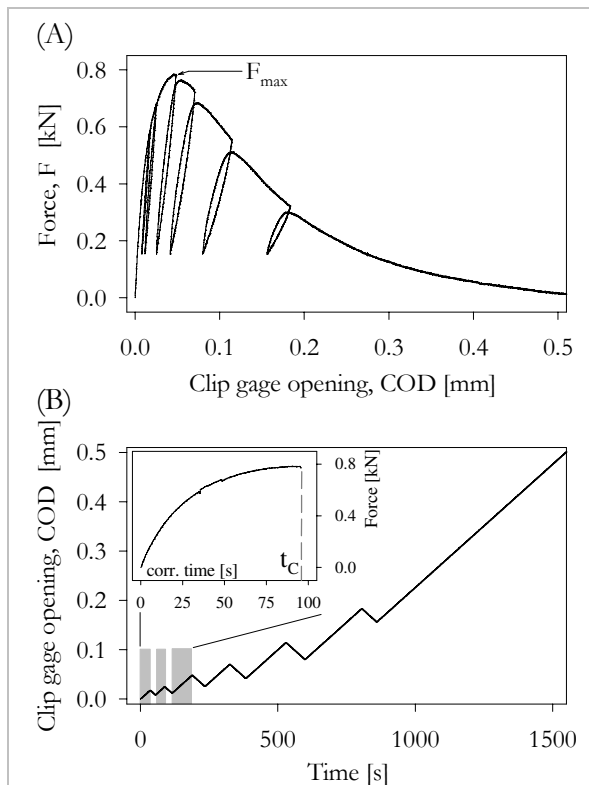 (A)
F_max
0.8
0.6
0.4
0.2
0.0
Force, F [kN]
0.0 0.1 0.2 0.3 0.4 0.5
Clip gage opening, COD [mm]
(B)
0.5
0.4
0.3
0.2
0.1
0.0
Clip gage opening, COD [mm]
0.8
0.4
0.0
Force [kN]
corr. time [s] t_C
0 25 50 75 100
0 500 1000 1500
Time [s]